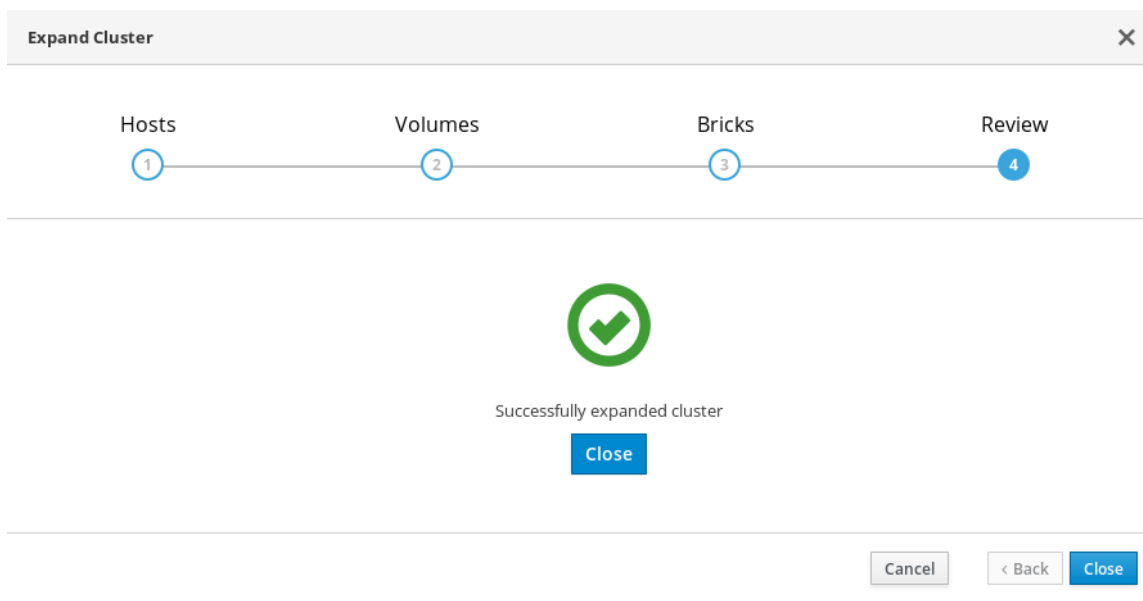 Expand Cluster
Hosts Volumes Bricks Review
1 2 3 4
Successfully expanded cluster
Close
Cancel < Back Close